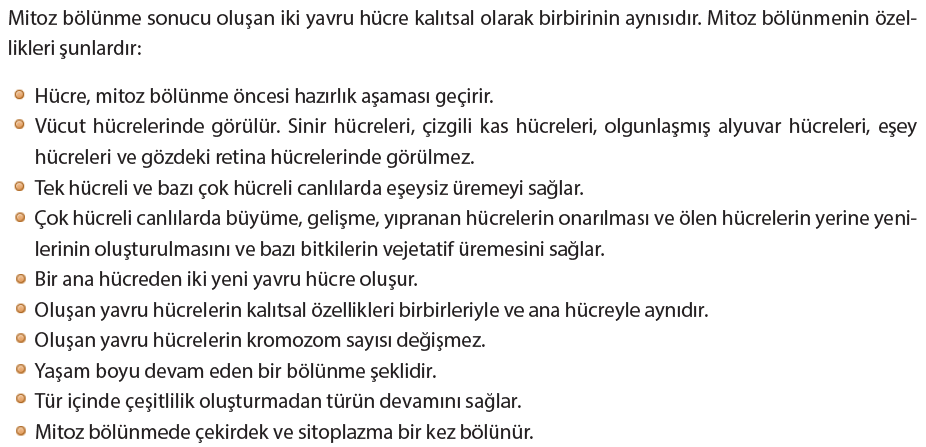 Mitoz bölünme sonucu oluşan iki yavru hücre kalıtsal olarak birbirinin aynısıdır. Mitoz bölünmenin özel-
likleri şunlardır:
Hücre, mitoz bölünme öncesi hazırlık aşaması geçirir.
Vücut hücrelerinde görülür. Sinir hücreleri, çizgili kas hücreleri, olgunlaşmış alyuvar hücreleri, eşey
hücreleri ve gözdeki retina hücrelerinde görülmez.
Tek hücreli ve bazı çok hücreli canlılarda eşeysiz üremeyi sağlar.
Çok hücreli canlılarda büyüme, gelişme, yıpranan hücrelerin onarılması ve ölen hücrelerin yerine yeni-
lerinin oluşturulmasını ve bazı bitkilerin vejetatif üremesini sağlar.
Bir ana hücreden iki yeni yavru hücre oluşur.
Oluşan yavru hücrelerin kalıtsal özellikleri birbirleriyle ve ana hücreyle aynıdır.
Oluşan yavru hücrelerin kromozom sayısı değişmez.
Yaşam boyu devam eden bir bölünme şeklidir.
Tür içinde çeşitlilik oluşturmadan türün devamını sağlar.
Mitoz bölünmede çekirdek ve sitoplazma bir kez bölünür.